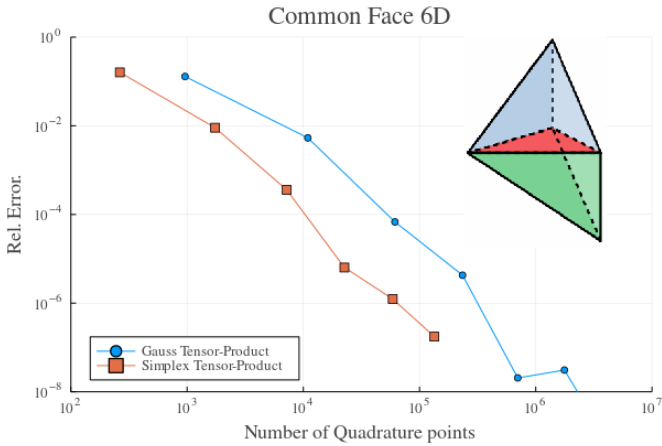 Common Face 6D
10^0
10^-2
10^-4
10^-6
10^-8
Rel. Error.
Gauss Tensor-Product
Simplex Tensor-Product
10^2 10^3 10^4 10^5 10^6 10^7
Number of Quadrature points